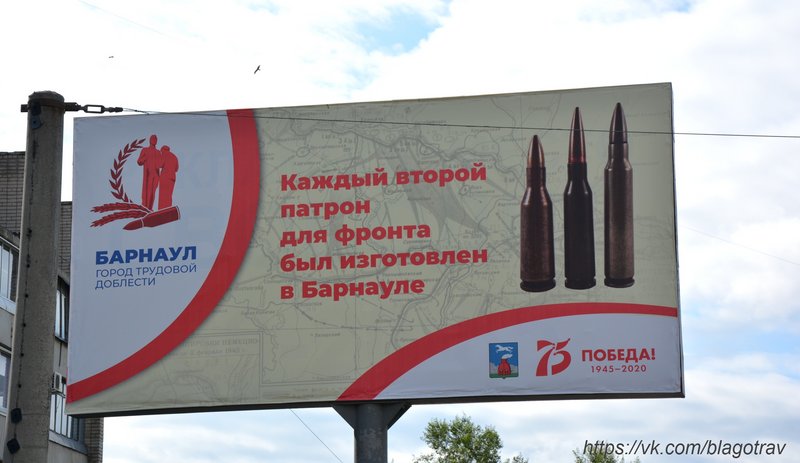 БАРНАУЛ
ГОРОД ТРУДОВОЙ
ДОБЛЕСТИ
Каждый второй
патрон
для фронта
был изготовлен
в Барнауле
75
ПОБЕДА!
1945–2020
https://vk.com/blagotrav